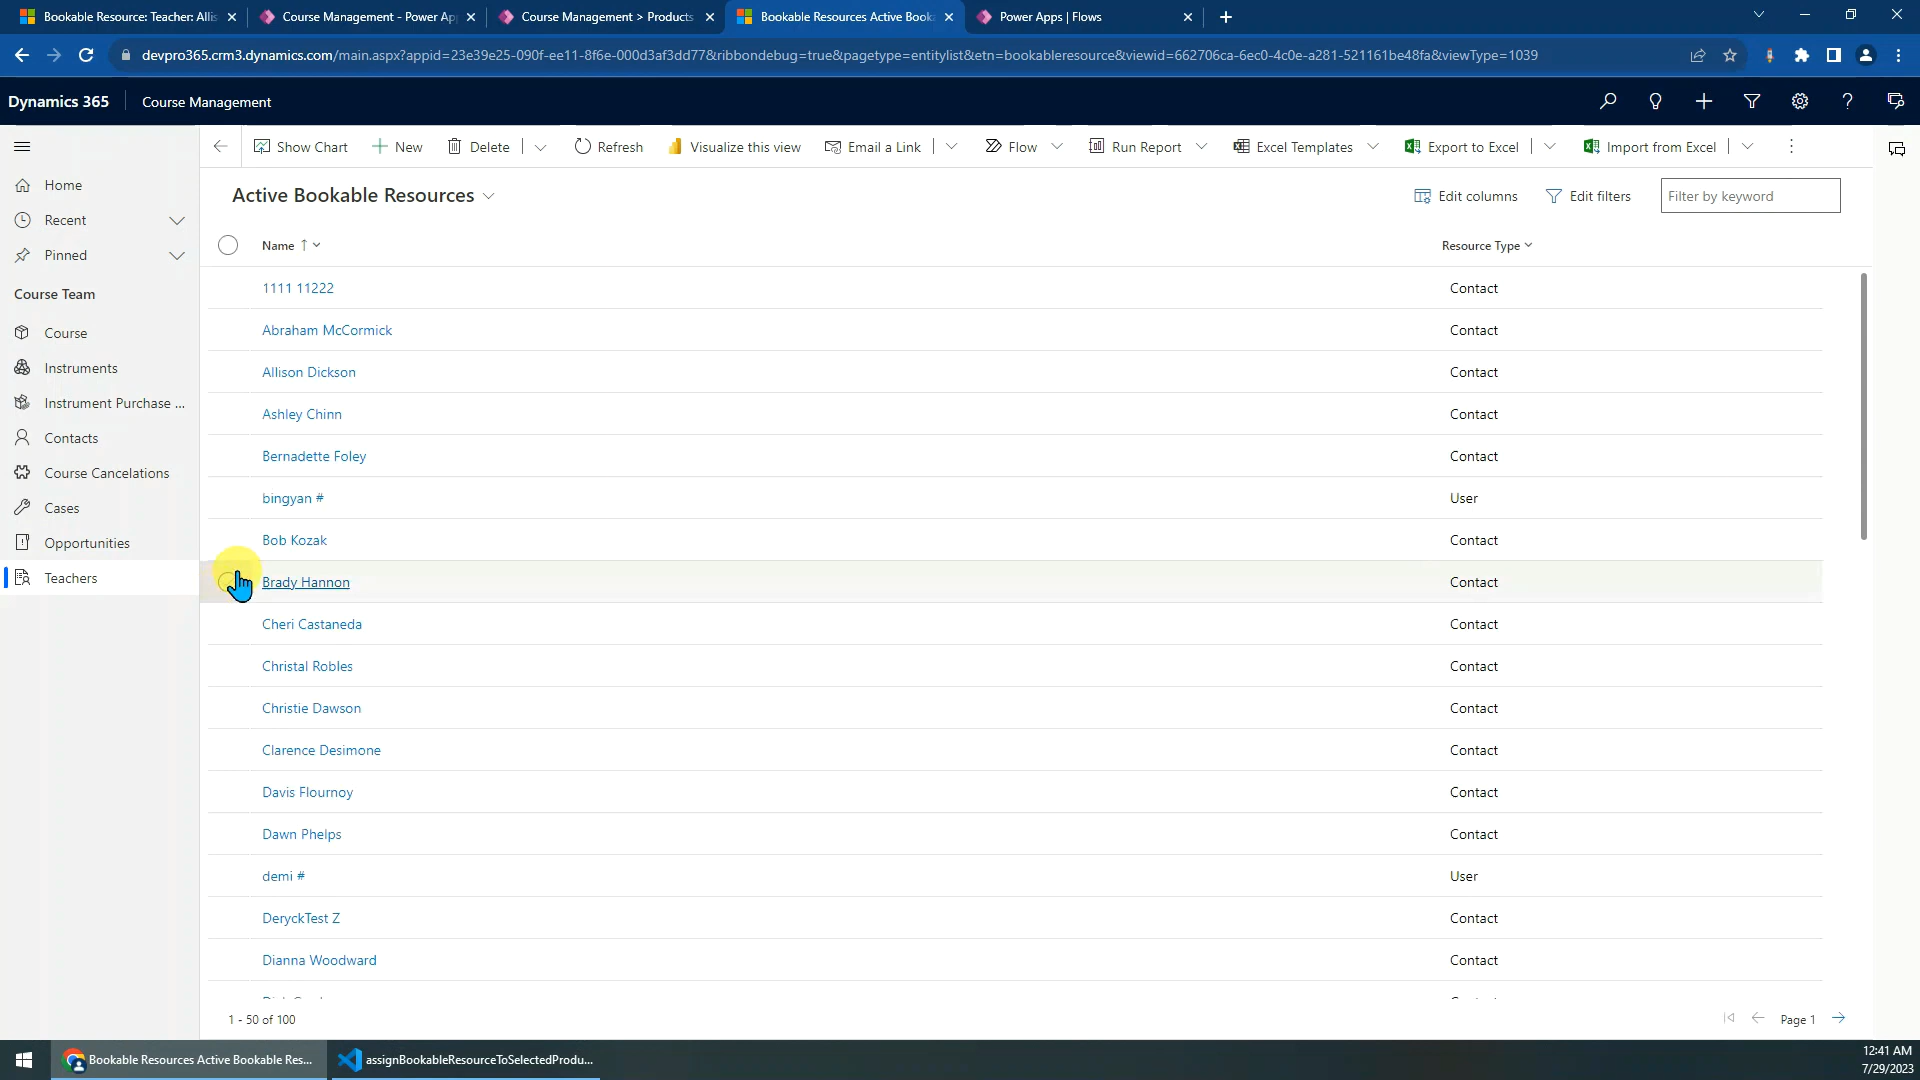 Bookable Resource: Teacher: Allis
Course Management - Power Ap
Course Management > Products
Bookable Resources Active Book
Power Apps | Flows
devpro365.crm3.dynamics.com/main.aspx?appid=23e39e25-090f-ee11-8f6e-000d3af3dd77&ribbondebug=true&pagetype=entitylist&etn=bookableresource&viewid=662706ca-6ec0-4c0e-a281-521161be48fa&viewType=1039
Dynamics 365
Course Management
Show Chart
New
Delete
Refresh
Visualize this view
Email a Link
Flow
Run Report
Excel Templates
Export to Excel
Import from Excel
Home
Recent
Pinned
Course Team
Course
Instruments
Instrument Purchase ...
Contacts
Course Cancelations
Cases
Opportunities
Teachers
Active Bookable Resources
Edit columns
Edit filters
Filter by keyword
Name
Resource Type
1111 11222 Contact
Abraham McCormick Contact
Allison Dickson Contact
Ashley Chinn Contact
Bernadette Foley Contact
bingyan # User
Bob Kozak Contact
Brady Hannon Contact
Cheri Castaneda Contact
Christal Robles Contact
Christie Dawson Contact
Clarence Desimone Contact
Davis Flournoy Contact
Dawn Phelps Contact
demi # User
DeryckTest Z Contact
Dianna Woodward Contact
1 - 50 of 100
Page 1
Bookable Resources Active Bookable Res...
assignBookableResourceToSelectedProdu...
12:41 AM
7/29/2023